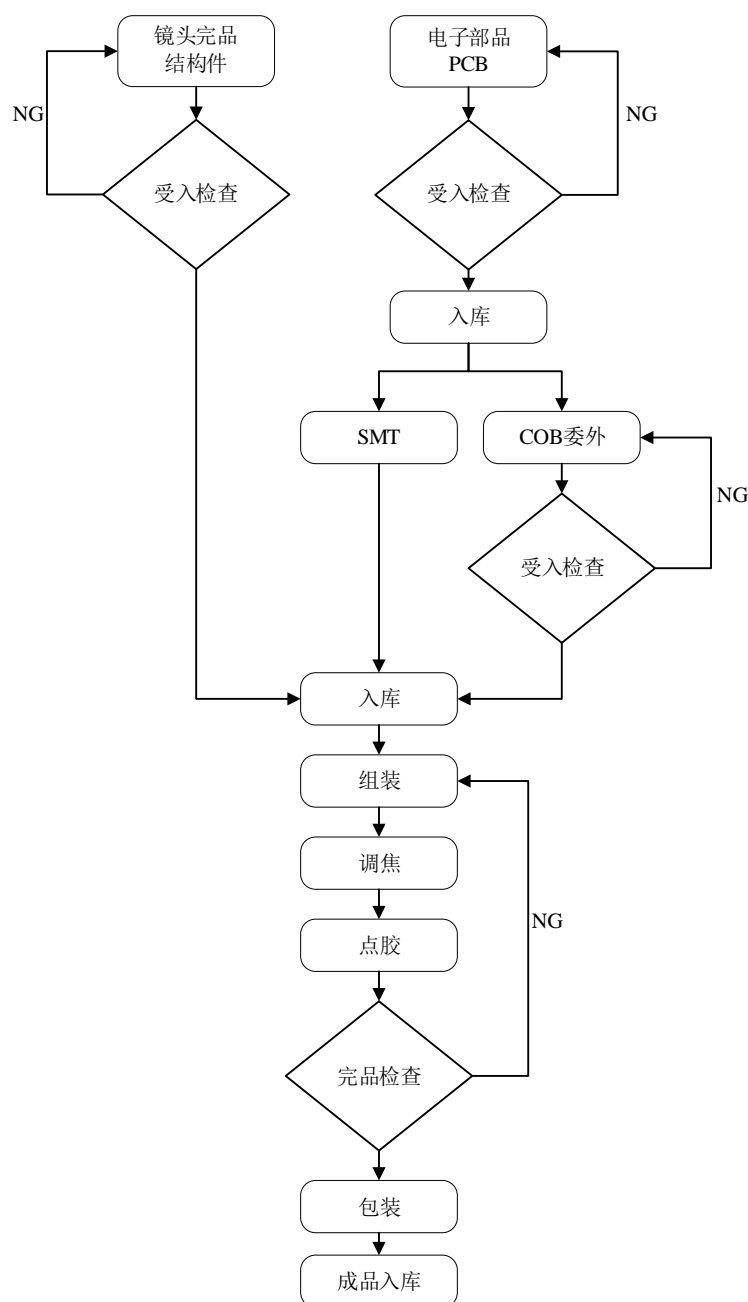 镜头完品
结构件
电子部品
PCB
NG
NG
受入检查
受入检查
入库
SMT
COB委外
NG
受入检查
入库
组装
调焦
点胶
NG
完品检查
包装
成品入库